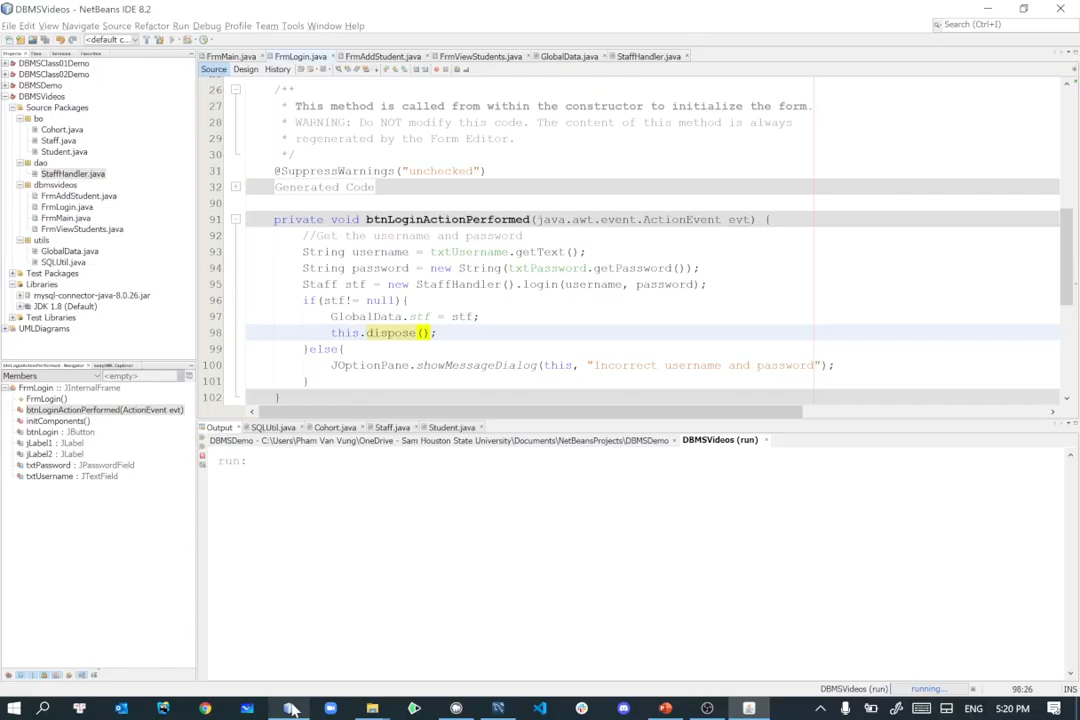 DBMSVideos - NetBeans IDE 8.2
File Edit View Navigate Source Refactor Run Debug Profile Team Tools Window Help
Search (Ctrl+I)
<default c...
Projects Files Services Favorites
FrmMain.java FrmLogin.java FrmAddStudent.java FrmViewStudents.java GlobalData.java StaffHandler.java
Source Design History
DBMSClass01Demo
DBMSClass02Demo
DBMSDemo
DBMSVideos
Source Packages
bo
Cohort.java
Staff.java
Student.java
dao
StaffHandler.java
dbmsvideos
FrmAddStudent.java
FrmLogin.java
FrmMain.java
FrmViewStudents.java
utils
GlobalData.java
SQLUtil.java
Test Packages
Libraries
mysql-connector-java-8.0.26.jar
JDK 1.8 (Default)
Test Libraries
UMLDiagrams
26 /**
27 * This method is called from within the constructor to initialize the form.
28 * WARNING: Do NOT modify this code. The content of this method is always
29 * regenerated by the Form Editor.
30 */
31 @SuppressWarnings("unchecked")
32 Generated Code
90
91 private void btnLoginActionPerformed(java.awt.event.ActionEvent evt) {
92 //Get the username and password
93 String username = txtUsername.getText();
94 String password = new String(txtPassword.getPassword());
95 Staff stf = new StaffHandler().login(username, password);
96 if(stf!= null){
97 GlobalData.stf = stf;
98 this.dispose();
99 }else{
100 JOptionPane.showMessageDialog(this, "Incorrect username and password");
101 }
102 }
btnLoginActionPerformed - Navigator
Members <empty>
FrmLogin :: JInternalFrame
FrmLogin()
btnLoginActionPerformed(ActionEvent evt)
initComponents()
btnLogin : JButton
jLabel1 : JLabel
jLabel2 : JLabel
txtPassword : JPasswordField
txtUsername : JTextField
Output SQLUtil.java Cohort.java Staff.java Student.java
DBMSDemo - C:\Users\Pham Van Vung\OneDrive - Sam Houston State University\Documents\NetBeansProjects\DBMSDemo DBMSVideos (run)
run:
DBMSVideos (run) running... 98:26 INS
ENG 5:20 PM